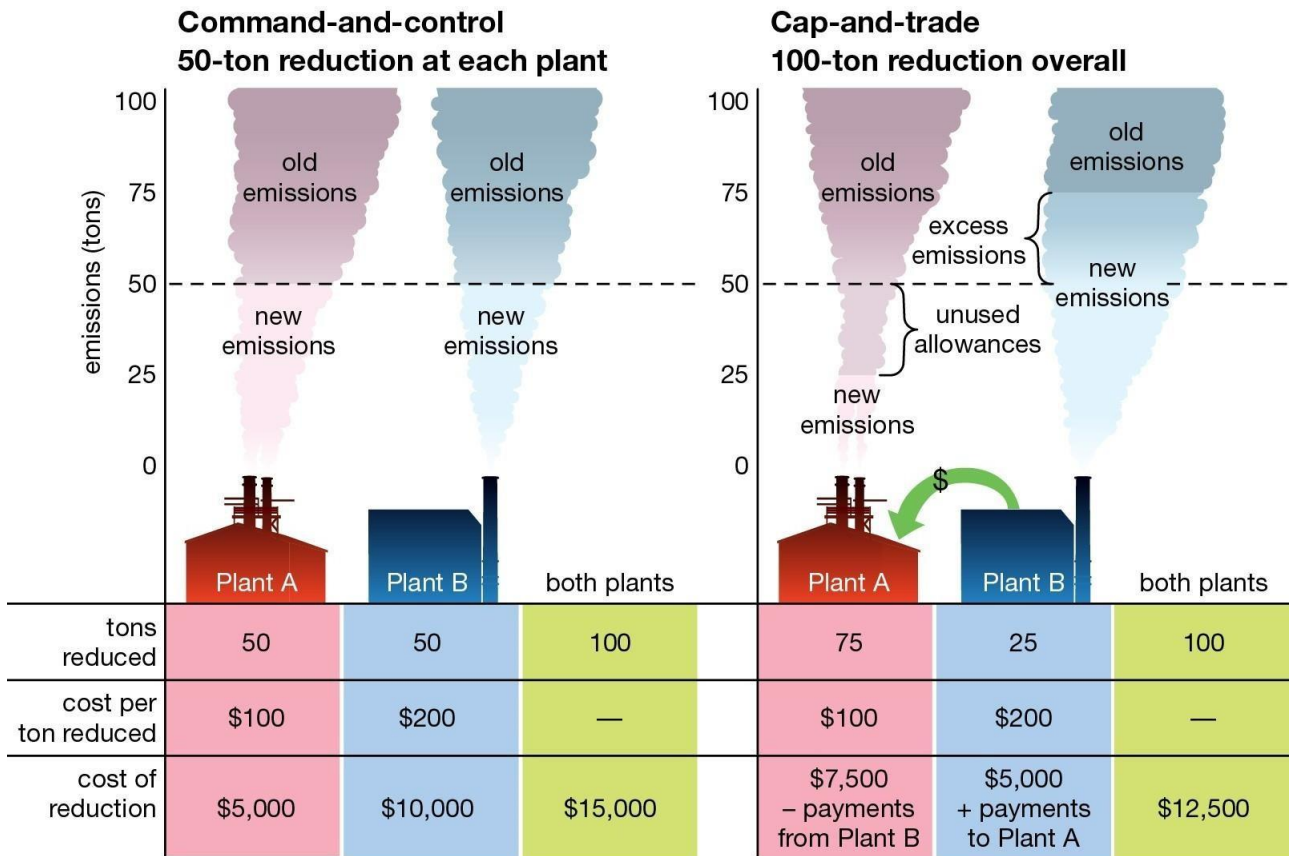 Command-and-control
50-ton reduction at each plant
100
75
50
25
0
emissions (tons)
old
emissions
old
emissions
new
emissions
new
emissions
Plant A
Plant B
both plants
Cap-and-trade
100-ton reduction overall
100
75
50
25
0
old
emissions
old
emissions
excess
emissions
new
emissions
unused
allowances
new
emissions
$
Plant A
Plant B
both plants
tons
reduced
50
50
100
75
25
100
cost per
ton reduced
$100
$200
—
$100
$200
—
cost of
reduction
$5,000
$10,000
$15,000
$7,500
– payments
from Plant B
$5,000
+ payments
to Plant A
$12,500